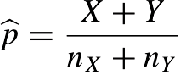 p̂ = (X + Y) / (n_X + n_Y)